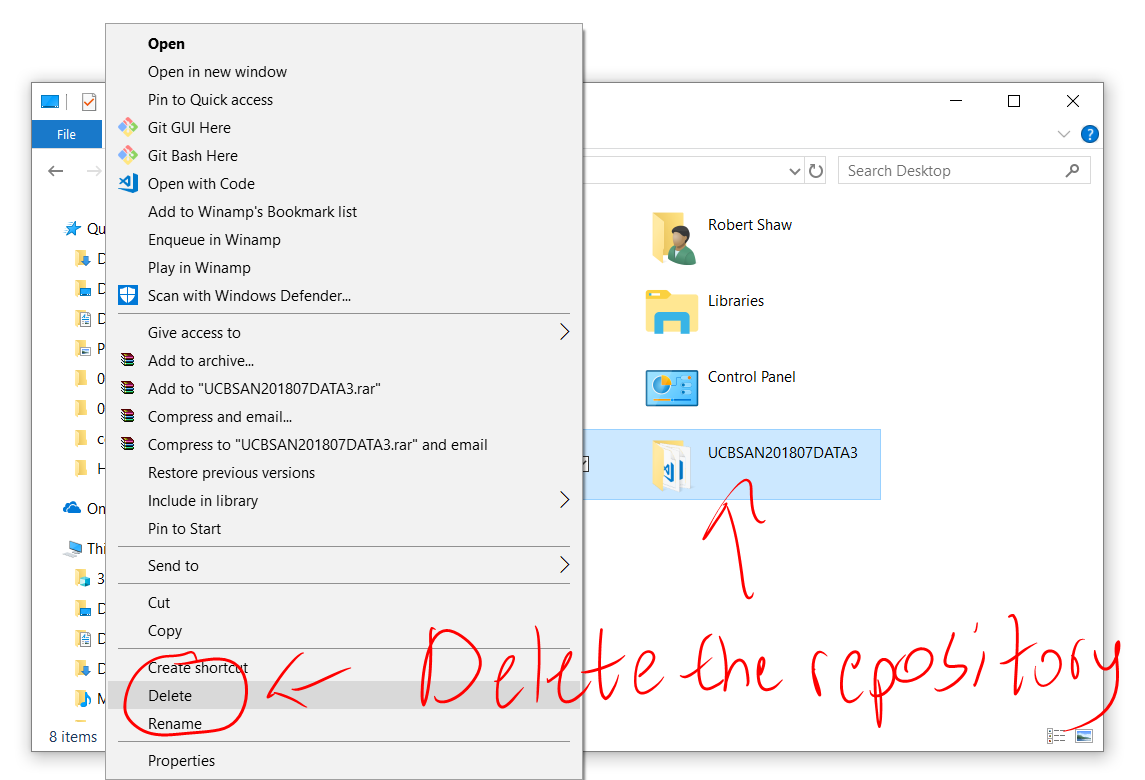 Open
Open in new window
Pin to Quick access
Git GUI Here
Git Bash Here
Open with Code
Add to Winamp's Bookmark list
Enqueue in Winamp
Play in Winamp
Scan with Windows Defender...
Give access to
Add to archive...
Add to "UCBSAN201807DATA3.rar"
Compress and email...
Compress to "UCBSAN201807DATA3.rar" and email
Restore previous versions
Include in library
Pin to Start
Send to
Cut
Copy
Create shortcut
Delete
Rename
Properties
File
Search Desktop
Qu
D
D
D
P
0
0
co
H
On
Thi
3
D
D
D
M
8 items
Robert Shaw
Libraries
Control Panel
UCBSAN201807DATA3
Delete the repository